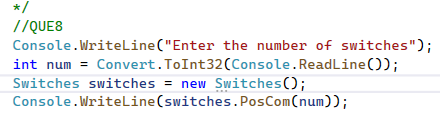 */
//QUE8
Console.WriteLine("Enter the number of switches");
int num = Convert.ToInt32(Console.ReadLine());
Switches switches = new Switches();
Console.WriteLine(switches.PosCom(num));